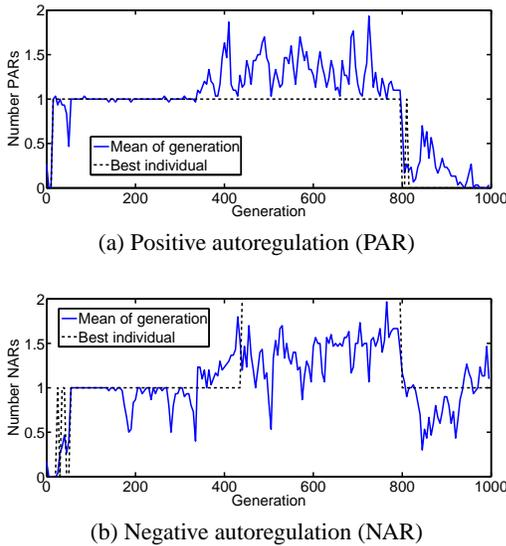 2
1.5
1
0.5
0
Number PARs
Mean of generation
Best individual
0 200 400 600 800 1000
Generation
(a) Positive autoregulation (PAR)
2
1.5
1
0.5
0
Number NARs
Mean of generation
Best individual
0 200 400 600 800 1000
Generation
(b) Negative autoregulation (NAR)